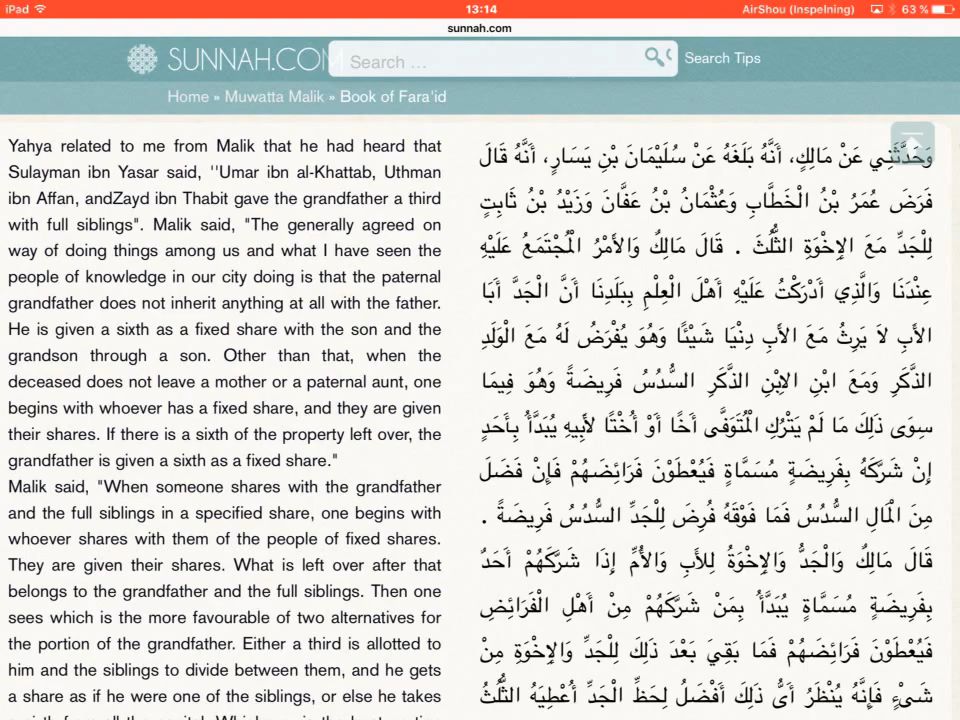 iPad 13:14 AirShou (Inspelning) 63 %
sunnah.com
SUNNAH.COM Search ... Search Tips
Home » Muwatta Malik » Book of Fara'id
Yahya related to me from Malik that he had heard that
Sulayman ibn Yasar said, ''Umar ibn al-Khattab, Uthman
ibn Affan, andZayd ibn Thabit gave the grandfather a third
with full siblings". Malik said, "The generally agreed on
way of doing things among us and what I have seen the
people of knowledge in our city doing is that the paternal
grandfather does not inherit anything at all with the father.
He is given a sixth as a fixed share with the son and the
grandson through a son. Other than that, when the
deceased does not leave a mother or a paternal aunt, one
begins with whoever has a fixed share, and they are given
their shares. If there is a sixth of the property left over, the
grandfather is given a sixth as a fixed share."
Malik said, "When someone shares with the grandfather
and the full siblings in a specified share, one begins with
whoever shares with them of the people of fixed shares.
They are given their shares. What is left over after that
belongs to the grandfather and the full siblings. Then one
sees which is the more favourable of two alternatives for
the portion of the grandfather. Either a third is allotted to
him and the siblings to divide between them, and he gets
a share as if he were one of the siblings, or else he takes
وَحَدَّثَنِي عَنْ مَالِكٍ، أَنَّهُ بَلَغَهُ عَنْ سُلَيْمَانَ بْنِ يَسَارٍ، أَنَّهُ قَالَ
فَرَضَ عُمَرُ بْنُ الْخَطَّابِ وَعُثْمَانُ بْنُ عَفَّانَ وَزَيْدُ بْنُ ثَابِتٍ
لِلْجَدِّ مَعَ الإِخْوَةِ الثُّلُثَ . قَالَ مَالِكٌ وَالأَمْرُ الْمُجْتَمَعُ عَلَيْهِ
عِنْدَنَا وَالَّذِي أَدْرَكْتُ عَلَيْهِ أَهْلَ الْعِلْمِ بِبَلَدِنَا أَنَّ الْجَدَّ أَبَا
الأَبِ لاَ يَرِثُ مَعَ الأَبِ دِنْيَا شَيْئًا وَهُوَ يُفْرَضُ لَهُ مَعَ الْوَلَدِ
الذَّكَرِ وَمَعَ ابْنِ الاِبْنِ الذَّكَرِ السُّدُسُ فَرِيضَةً وَهُوَ فِيمَا
سِوَى ذَلِكَ مَا لَمْ يَتْرُكِ الْمُتَوَفَّى أَخًا أَوْ أُخْتًا لأَبِيهِ يُبَدَّأُ بِأَحَدٍ
إِنْ شَرَّكَهُ بِفَرِيضَةٍ مُسَمَّاةٍ فَيُعْطَوْنَ فَرَائِضَهُمْ فَإِنْ فَضَلَ
مِنَ الْمَالِ السُّدُسُ فَمَا فَوْقَهُ فُرِضَ لِلْجَدِّ السُّدُسُ فَرِيضَةً .
قَالَ مَالِكٌ وَالْجَدُّ وَالإِخْوَةُ لِلأَبِ وَالأُمِّ إِذَا شَرَّكَهُمْ أَحَدٌ
بِفَرِيضَةٍ مُسَمَّاةٍ يُبَدَّأُ بِمَنْ شَرَّكَهُمْ مِنْ أَهْلِ الْفَرَائِضِ
فَيُعْطَوْنَ فَرَائِضَهُمْ فَمَا بَقِيَ بَعْدَ ذَلِكَ لِلْجَدِّ وَالإِخْوَةِ مِنْ
شَىْءٍ فَإِنَّهُ يُنْظَرُ أَىُّ ذَلِكَ أَفْضَلُ لِحَظِّ الْجَدِّ أُعْطِيَهُ الثُّلُثُ